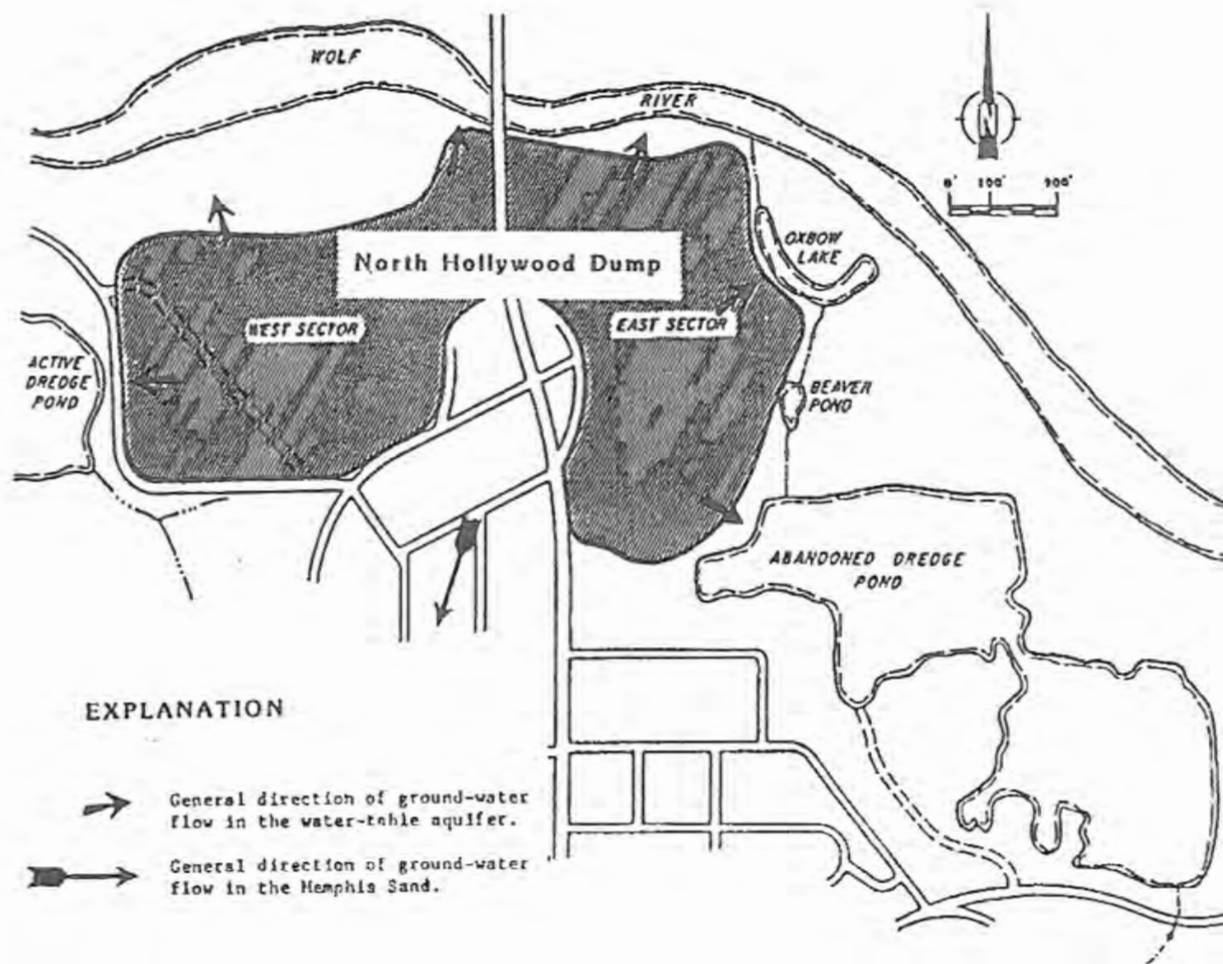 WOLF
RIVER
N
0' 100' 900'
OXBOW
LAKE
North Hollywood Dump
WEST SECTOR
EAST SECTOR
ACTIVE
DREDGE
POND
BEAVER
POND
ABANDONED DREDGE
POND
EXPLANATION
General direction of ground-water
flow in the water-table aquifer.
General direction of ground-water
flow in the Memphis Sand.